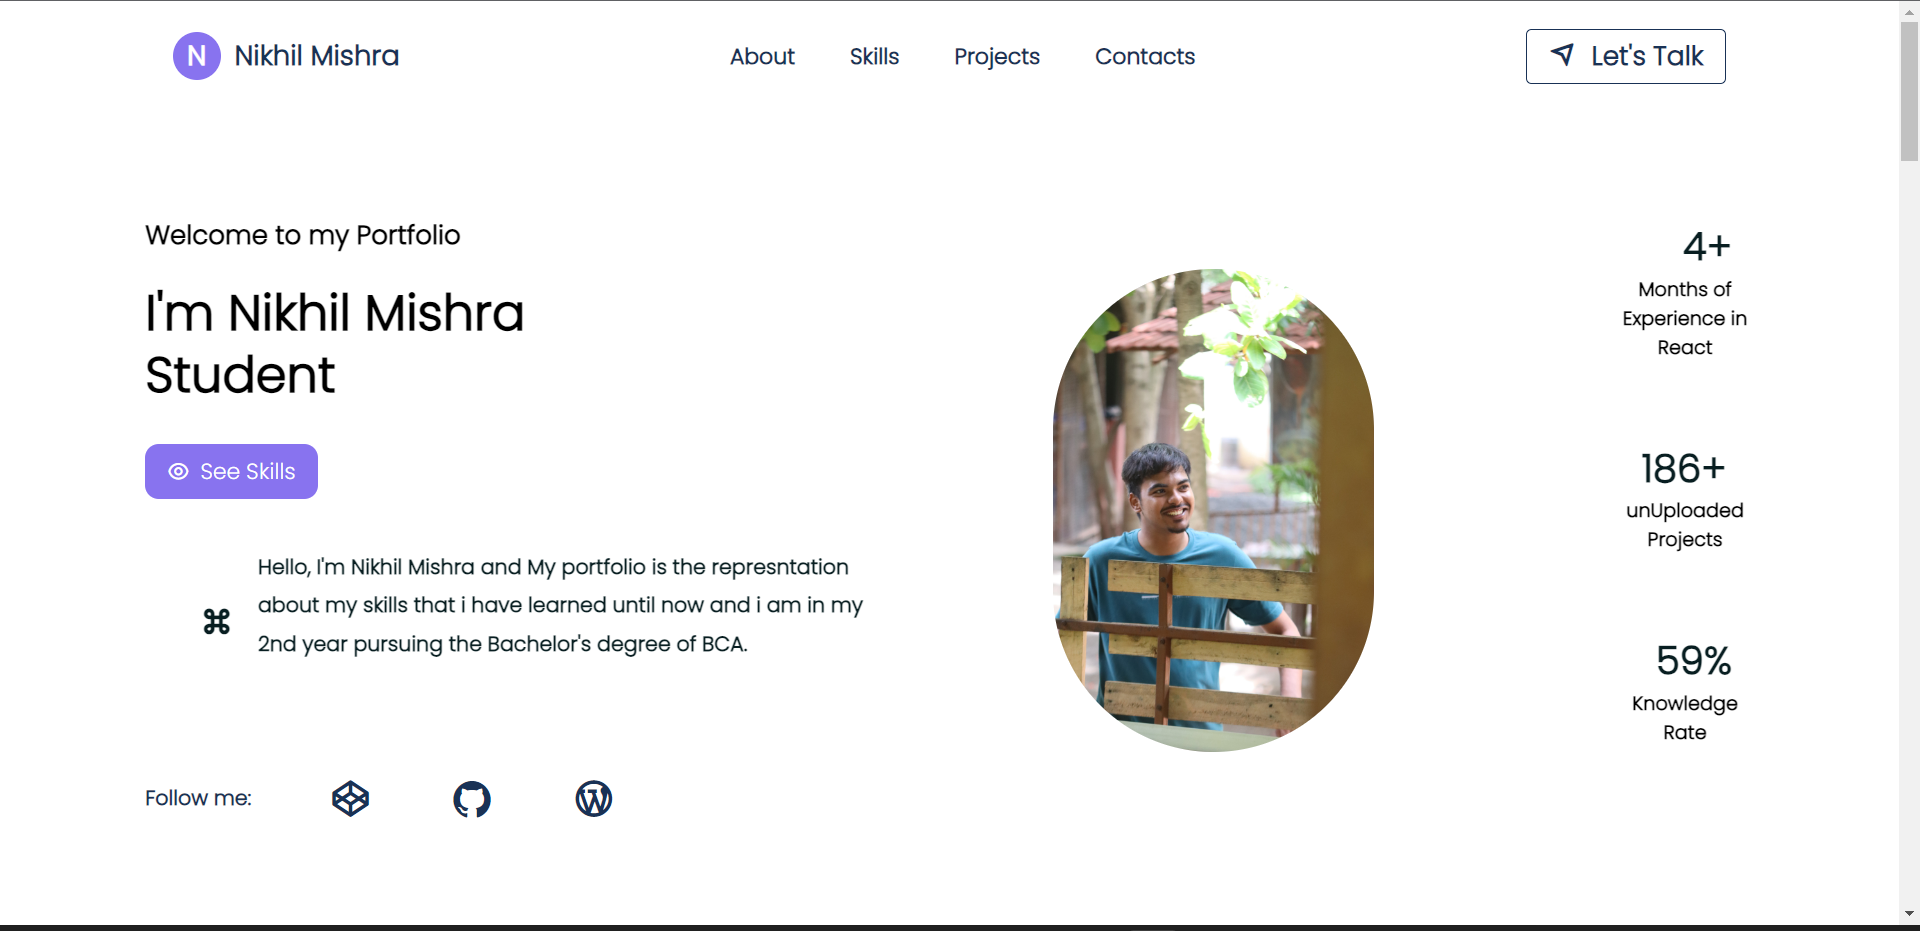 N Nikhil Mishra
About Skills Projects Contacts
Let's Talk
Welcome to my Portfolio
I'm Nikhil Mishra
Student
See Skills
Hello, I'm Nikhil Mishra and My portfolio is the represntation
about my skills that i have learned until now and i am in my
2nd year pursuing the Bachelor's degree of BCA.
Follow me:
4+
Months of
Experience in
React
186+
unUploaded
Projects
59%
Knowledge
Rate